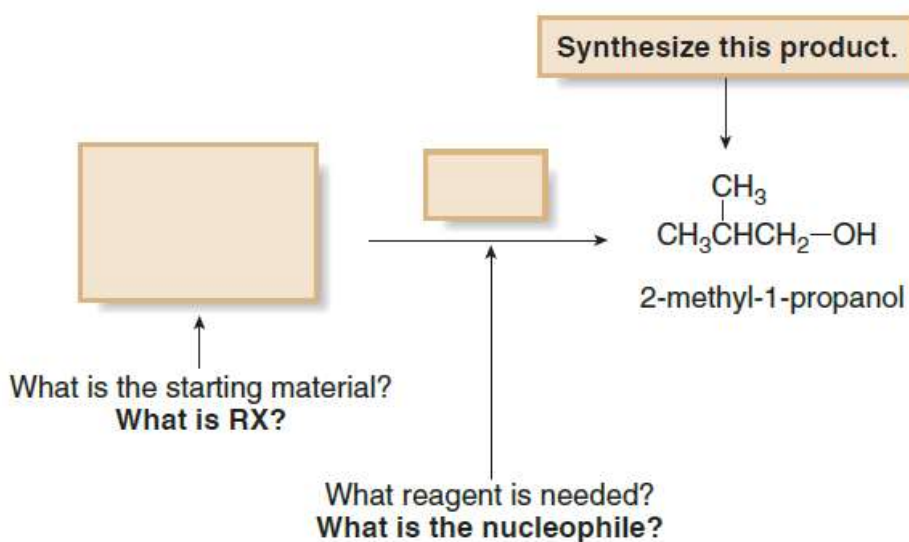 Synthesize this product.
CH₃
CH₃CHCH₂—OH
2-methyl-1-propanol
What is the starting material?
What is RX?
What reagent is needed?
What is the nucleophile?